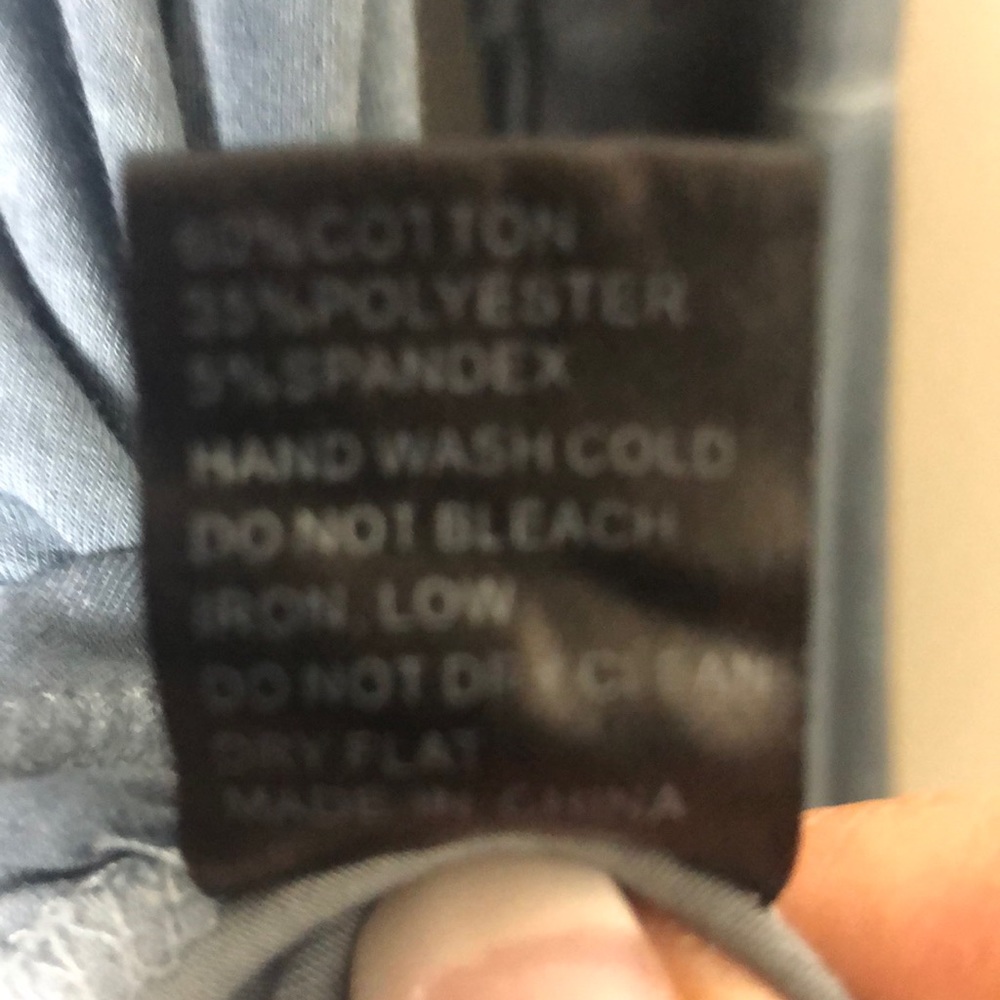 60%COTTON
35%POLYESTER
5%SPANDEX
HAND WASH COLD
DO NOT BLEACH
IRON, LOW
DO NOT DRY CLEAN
DRY FLAT
MADE IN CHINA